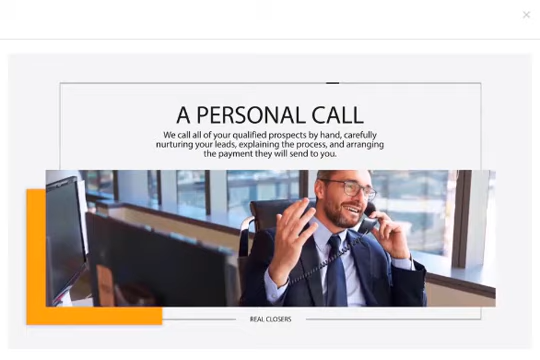 A PERSONAL CALL
We call all of your qualified prospects by hand, carefully
nurturing your leads, explaining the process, and arranging
the payment they will send to you.
REAL CLOSERS